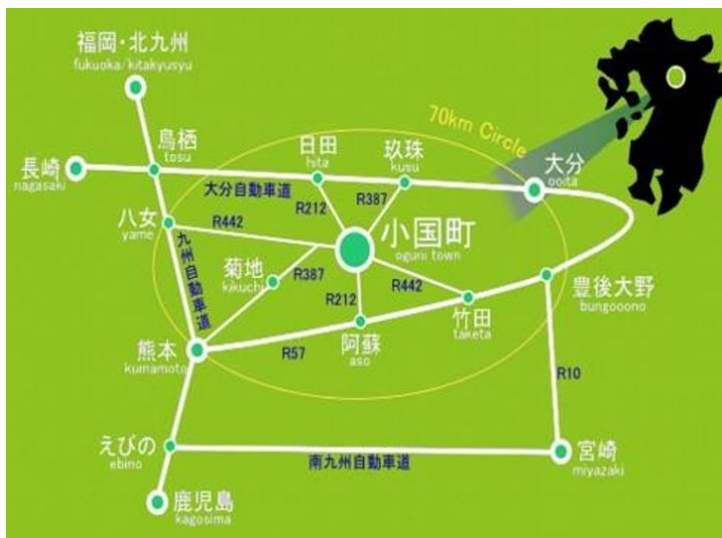 福岡・北九州
fukuoka/kitakyusyu
鳥栖
tosu
長崎
nagasaki
日田
hita
玖珠
kusu
70km Circle
大分
ooita
大分自動車道
R212
R387
八女
yame
R442
九州自動車道
小国町
oguni town
菊地
kikuchi
R387
R212
R442
竹田
taketa
豊後大野
bungooono
熊本
kumamoto
R57
阿蘇
aso
R10
えびの
ebino
南九州自動車道
宮崎
miyazaki
鹿児島
kagosima